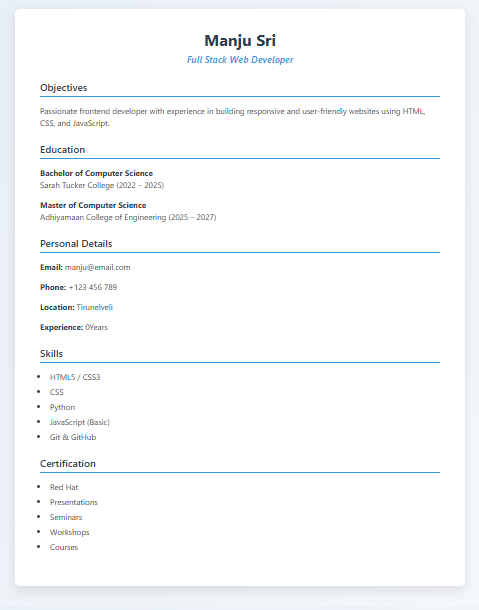 Manju Sri
Full Stack Web Developer
Objectives
Passionate frontend developer with experience in building responsive and user-friendly websites using HTML,
CSS, and JavaScript.
Education
Bachelor of Computer Science
Sarah Tucker College (2022 – 2025)
Master of Computer Science
Adhiyamaan College of Engineering (2025 – 2027)
Personal Details
Email: manju@email.com
Phone: +123 456 789
Location: Tirunelveli
Experience: 0Years
Skills
• HTML5 / CSS3
• CSS
• Python
• JavaScript (Basic)
• Git & GitHub
Certification
• Red Hat
• Presentations
• Seminars
• Workshops
• Courses